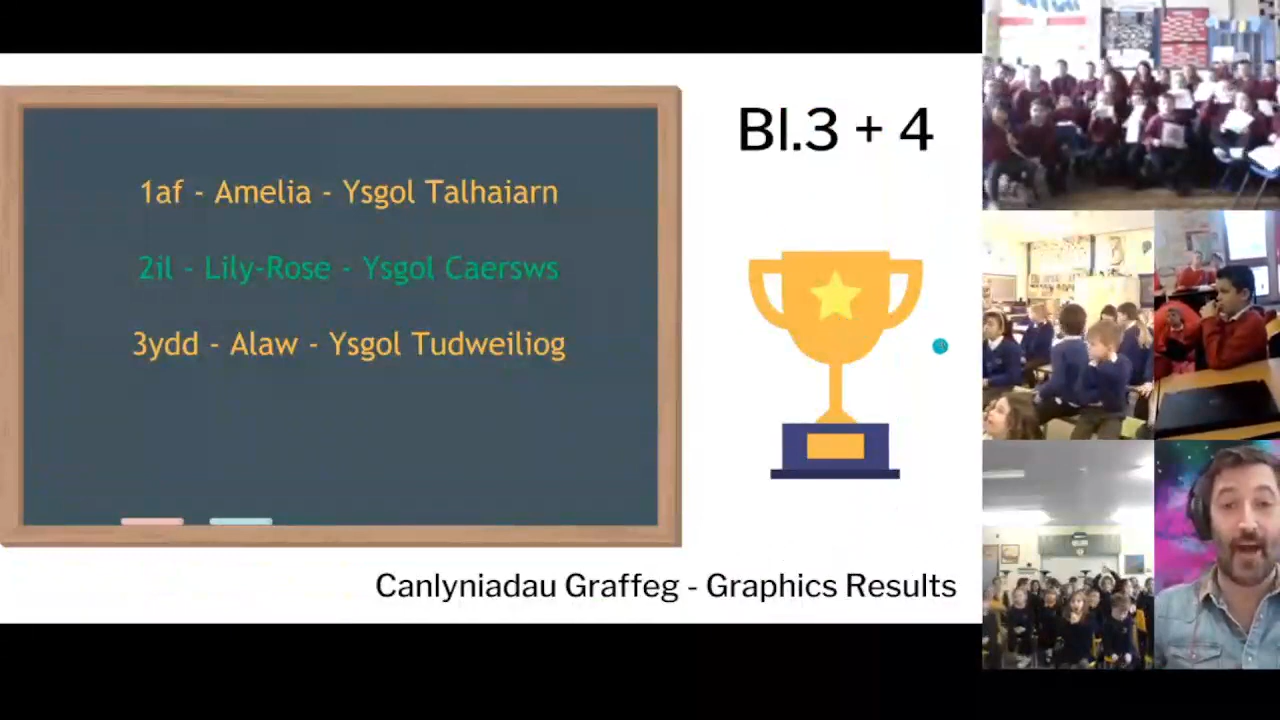 1af - Amelia - Ysgol Talhaiarn
2il - Lily-Rose - Ysgol Caersws
3ydd - Alaw - Ysgol Tudweiliog
Bl.3 + 4
Canlyniadau Graffeg - Graphics Results